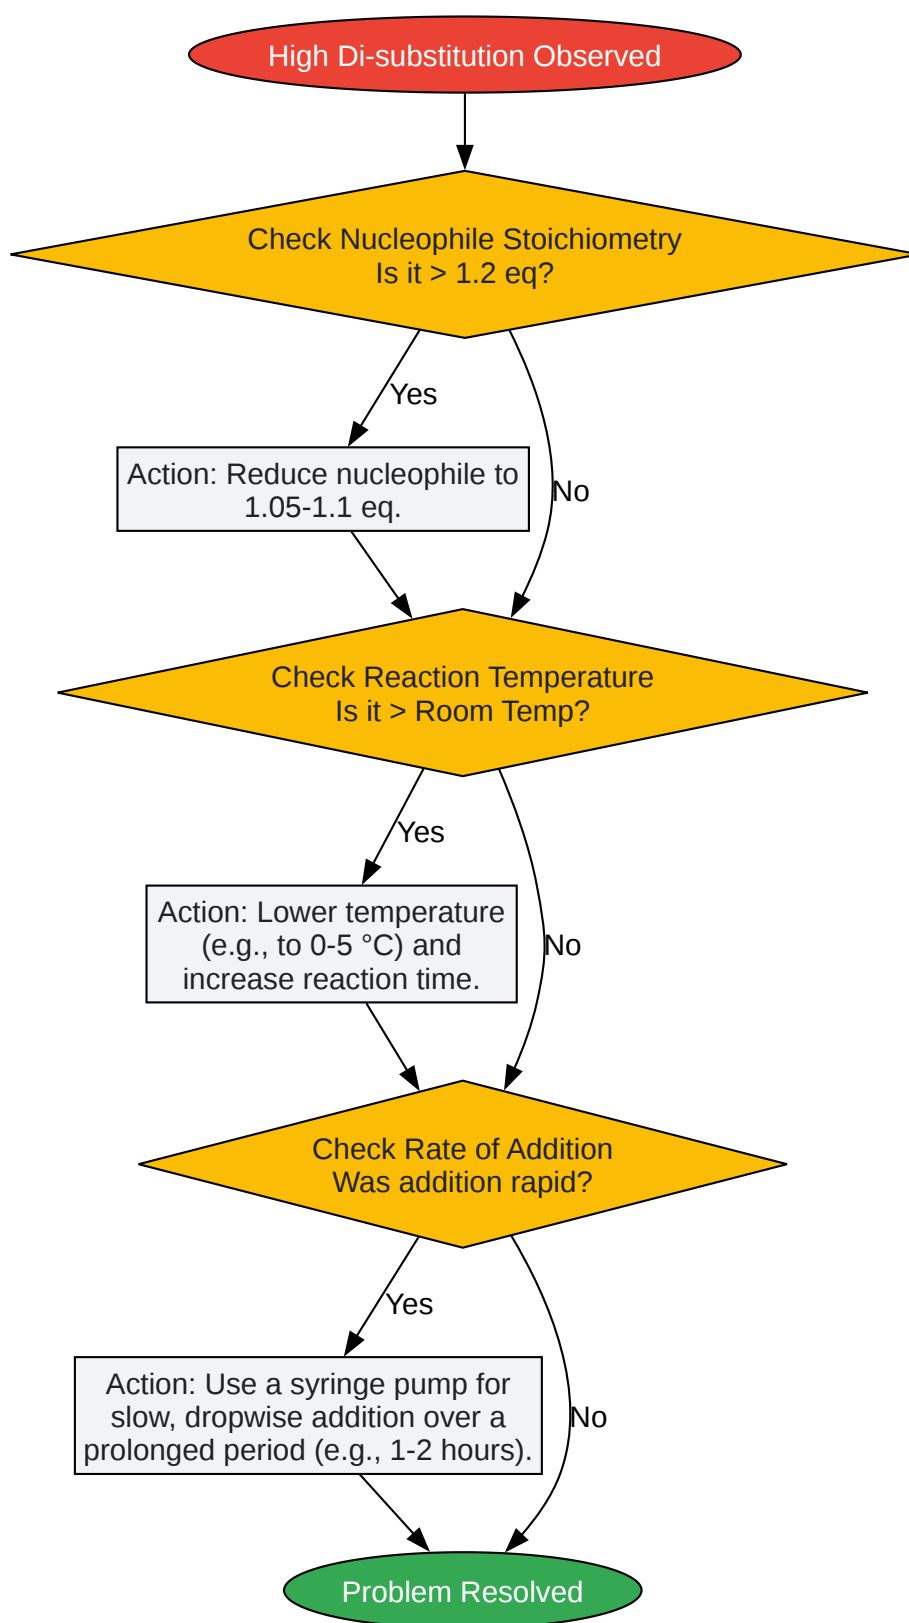 High Di-substitution Observed
Check Nucleophile Stoichiometry
Is it > 1.2 eq?
Yes
Action: Reduce nucleophile to
1.05-1.1 eq.
No
Check Reaction Temperature
Is it > Room Temp?
Yes
Action: Lower temperature
(e.g., to 0-5 °C) and
increase reaction time.
No
Check Rate of Addition
Was addition rapid?
Yes
Action: Use a syringe pump for
slow, dropwise addition over a
prolonged period (e.g., 1-2 hours).
No
Problem Resolved